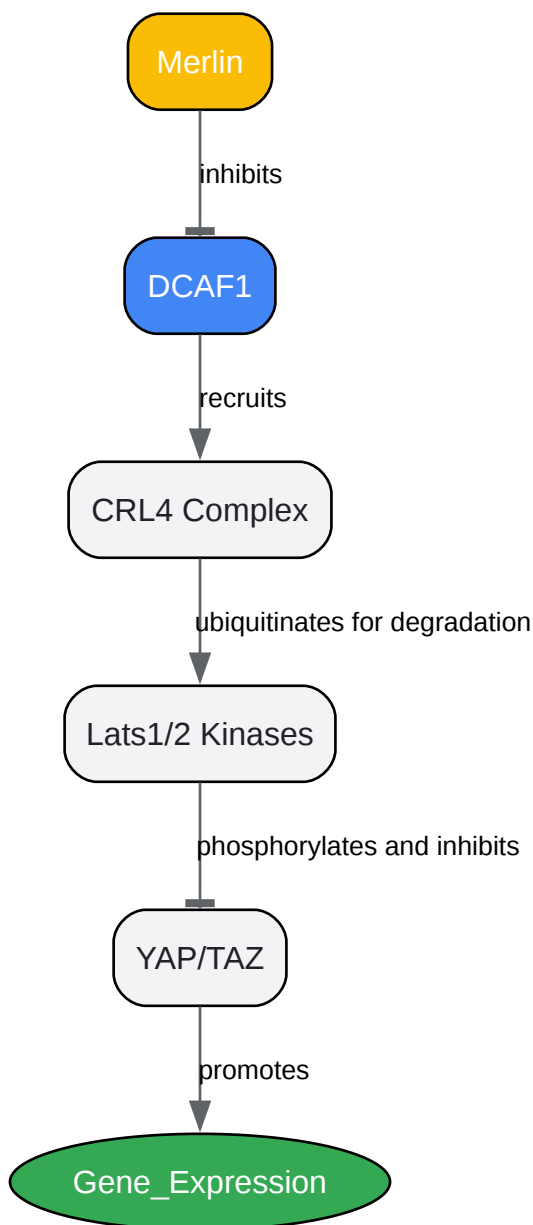 Merlin
inhibits
DCAF1
recruits
CRL4 Complex
ubiquitinates for degradation
Lats1/2 Kinases
phosphorylates and inhibits
YAP/TAZ
promotes
Gene_Expression